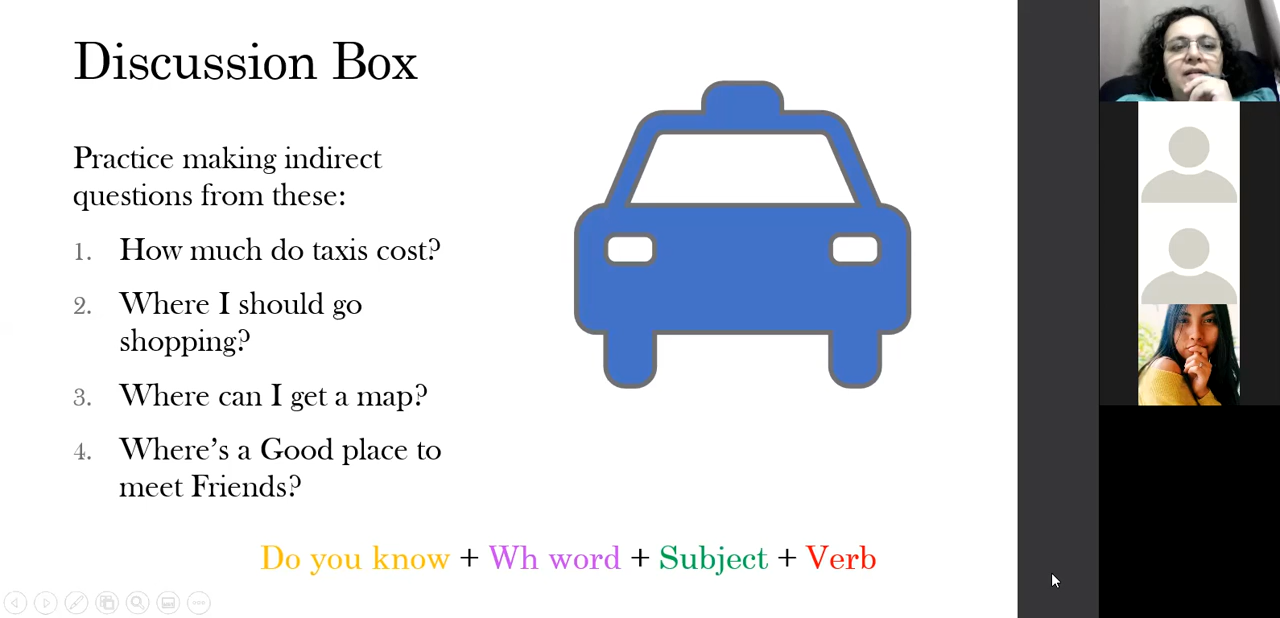 Discussion Box
Practice making indirect
questions from these:
1. How much do taxis cost?
2. Where I should go
shopping?
3. Where can I get a map?
4. Where's a Good place to
meet Friends?
Do you know + Wh word + Subject + Verb